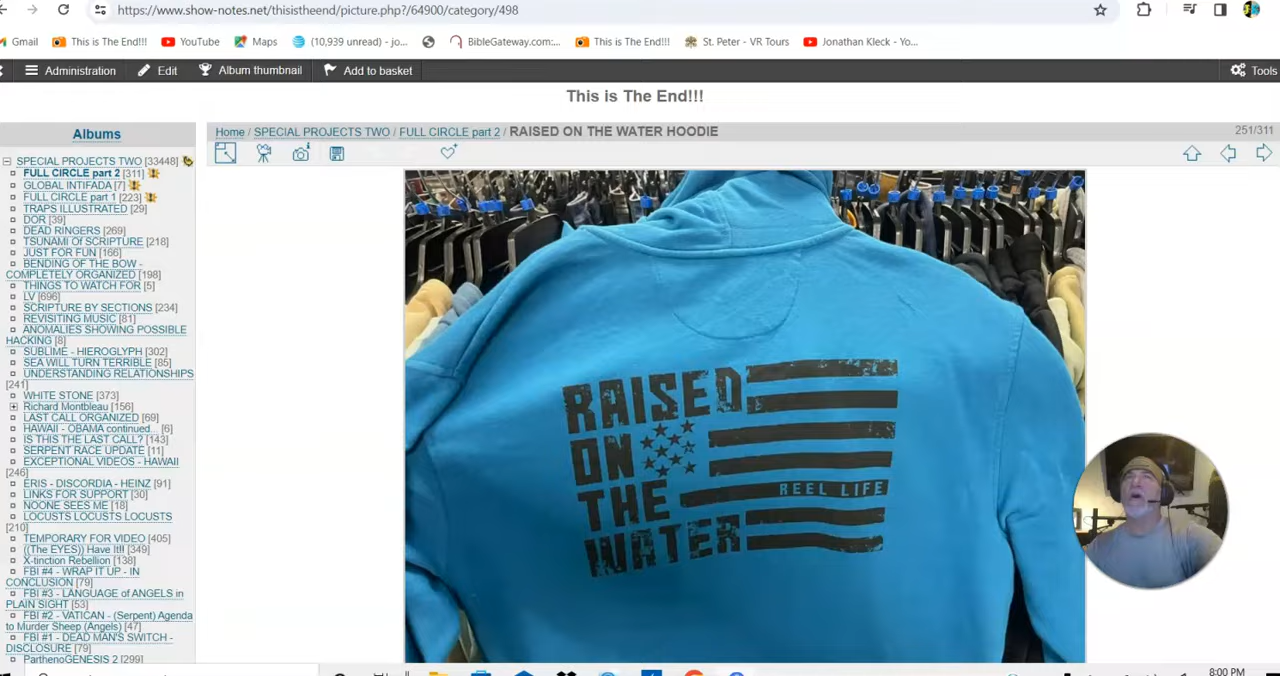 https://www.show-notes.net/thisistheend/picture.php?/64900/category/498
Gmail
This is The End!!!
YouTube
Maps
(10,939 unread) - jo...
BibleGateway.com:...
This is The End!!!
St. Peter - VR Tours
Jonathan Kleck - Yo...
Administration
Edit
Album thumbnail
Add to basket
Tools
This is The End!!!
Albums
Home / SPECIAL PROJECTS TWO / FULL CIRCLE part 2 / RAISED ON THE WATER HOODIE
251/311
SPECIAL PROJECTS TWO [33448]
FULL CIRCLE part 2 [311]
GLOBAL INTIFADA [7]
FULL CIRCLE part 1 [223]
TRAPS ILLUSTRATED [29]
DOR [39]
DEAD RINGERS [269]
TSUNAMI Of SCRIPTURE [218]
JUST FOR FUN [166]
BENDING OF THE BOW -
COMPLETELY ORGANIZED [198]
THINGS TO WATCH FOR [5]
LV [696]
SCRIPTURE BY SECTIONS [234]
REVISITING MUSIC [81]
ANOMALIES SHOWING POSSIBLE
HACKING [8]
SUBLIME - HIEROGLYPH [302]
SEA WILL TURN TERRIBLE [85]
UNDERSTANDING RELATIONSHIPS
[241]
WHITE STONE [373]
Richard Montbleau [156]
LAST CALL ORGANIZED [69]
HAWAII - OBAMA continued... [6]
IS THIS THE LAST CALL? [143]
SERPENT RACE UPDATE [11]
EXCEPTIONAL VIDEOS - HAWAII
[246]
ERIS - DISCORDIA - HEINZ [91]
LINKS FOR SUPPORT [30]
NOONE SEES ME [18]
LOCUSTS LOCUSTS LOCUSTS
[210]
TEMPORARY FOR VIDEO [405]
((The EYES)) Have It!!! [349]
X-tinction Rebellion [138]
FBI #4 - WRAP IT UP - IN
CONCLUSION [79]
FBI #3 - LANGUAGE of ANGELS in
PLAIN SIGHT [53]
FBI #2 - VATICAN - (Serpent) Agenda
to Murder Sheep (Angels) [47]
FBI #1 - DEAD MAN'S SWITCH -
DISCLOSURE [79]
ParthenoGENESIS 2 [299]
RAISED
ON
THE
WATER
REEL LIFE
8:00 PM